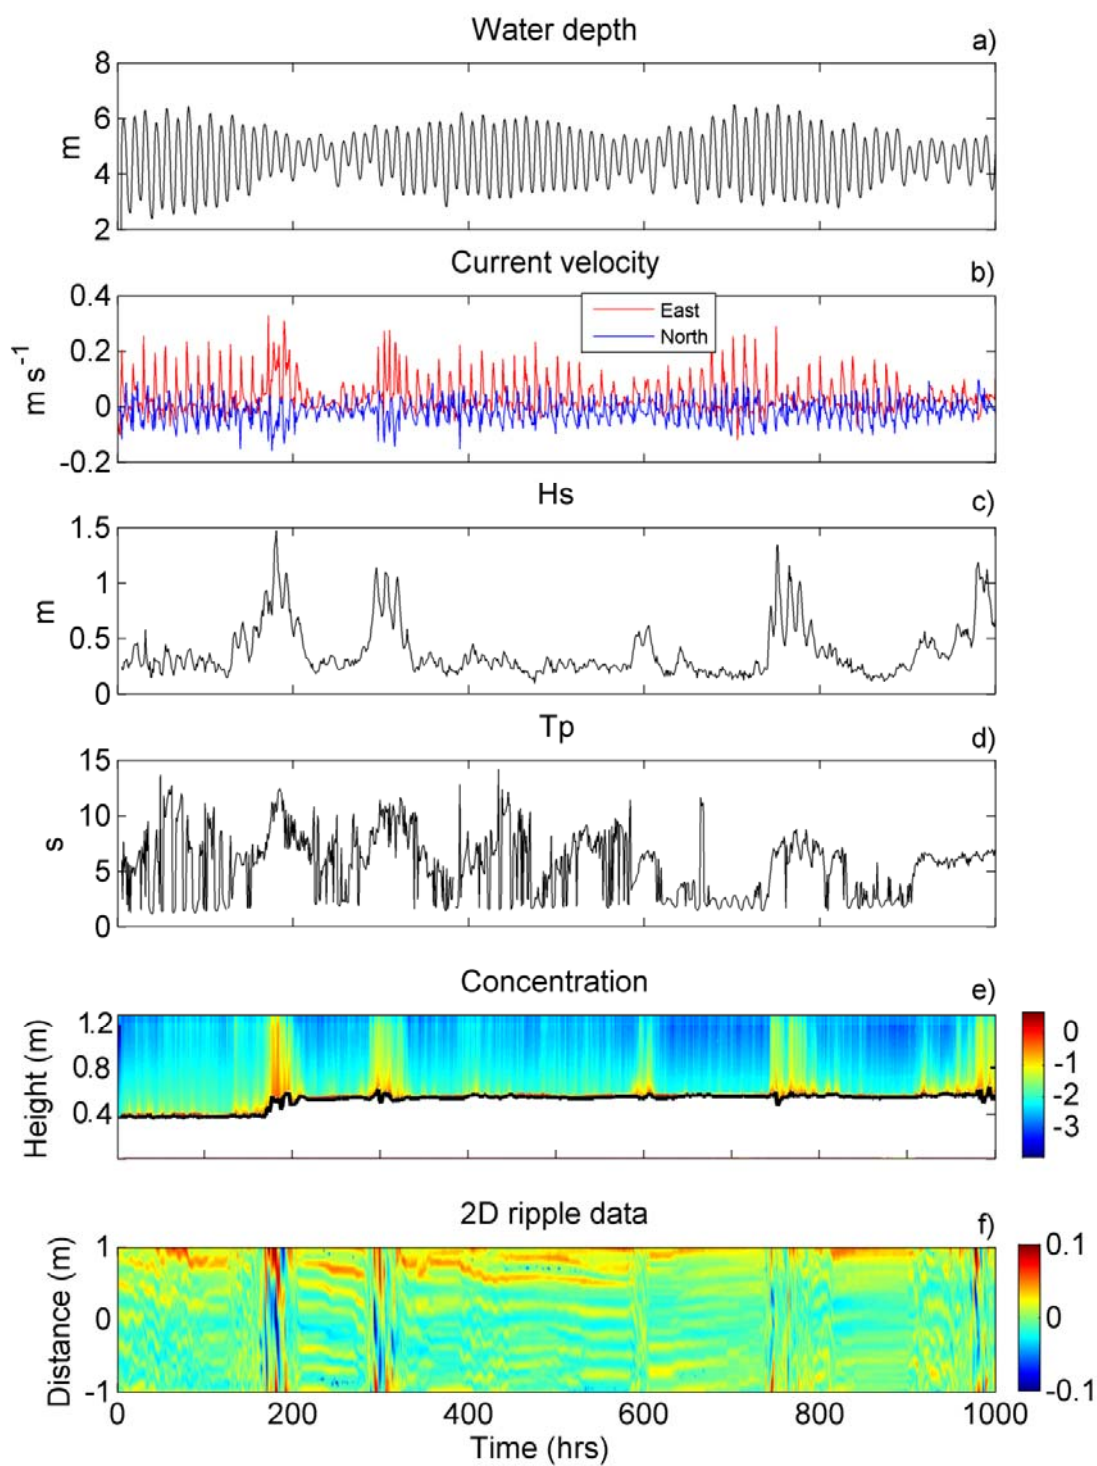 Water depth
a)
8
6
4
2
m
Current velocity
b)
0.4
0.2
0
-0.2
m s⁻¹
East
North
Hs
c)
1.5
1
0.5
0
m
Tp
d)
15
10
5
0
s
Concentration
e)
1.2
0.8
0.4
Height (m)
0
-1
-2
-3
2D ripple data
f)
1
0
-1
Distance (m)
0.1
0
-0.1
0 200 400 600 800 1000
Time (hrs)